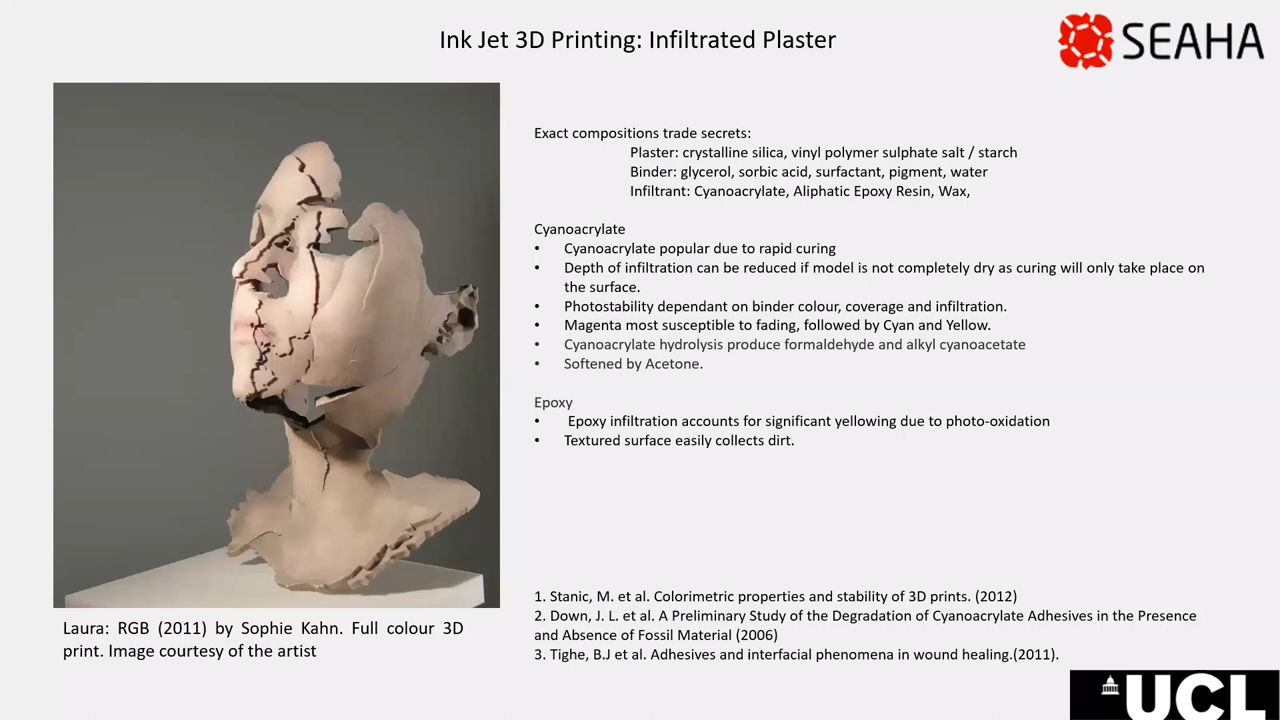 Ink Jet 3D Printing: Infiltrated Plaster
SEAHA
Exact compositions trade secrets:
Plaster: crystalline silica, vinyl polymer sulphate salt / starch
Binder: glycerol, sorbic acid, surfactant, pigment, water
Infiltrant: Cyanoacrylate, Aliphatic Epoxy Resin, Wax,
Cyanoacrylate
• Cyanoacrylate popular due to rapid curing
• Depth of infiltration can be reduced if model is not completely dry as curing will only take place on
the surface.
• Photostability dependant on binder colour, coverage and infiltration.
• Magenta most susceptible to fading, followed by Cyan and Yellow.
• Cyanoacrylate hydrolysis produce formaldehyde and alkyl cyanoacetate
• Softened by Acetone.
Epoxy
• Epoxy infiltration accounts for significant yellowing due to photo-oxidation
• Textured surface easily collects dirt.
1. Stanic, M. et al. Colorimetric properties and stability of 3D prints. (2012)
2. Down, J. L. et al. A Preliminary Study of the Degradation of Cyanoacrylate Adhesives in the Presence
and Absence of Fossil Material (2006)
3. Tighe, B.J et al. Adhesives and interfacial phenomena in wound healing.(2011).
Laura: RGB (2011) by Sophie Kahn. Full colour 3D
print. Image courtesy of the artist
UCL